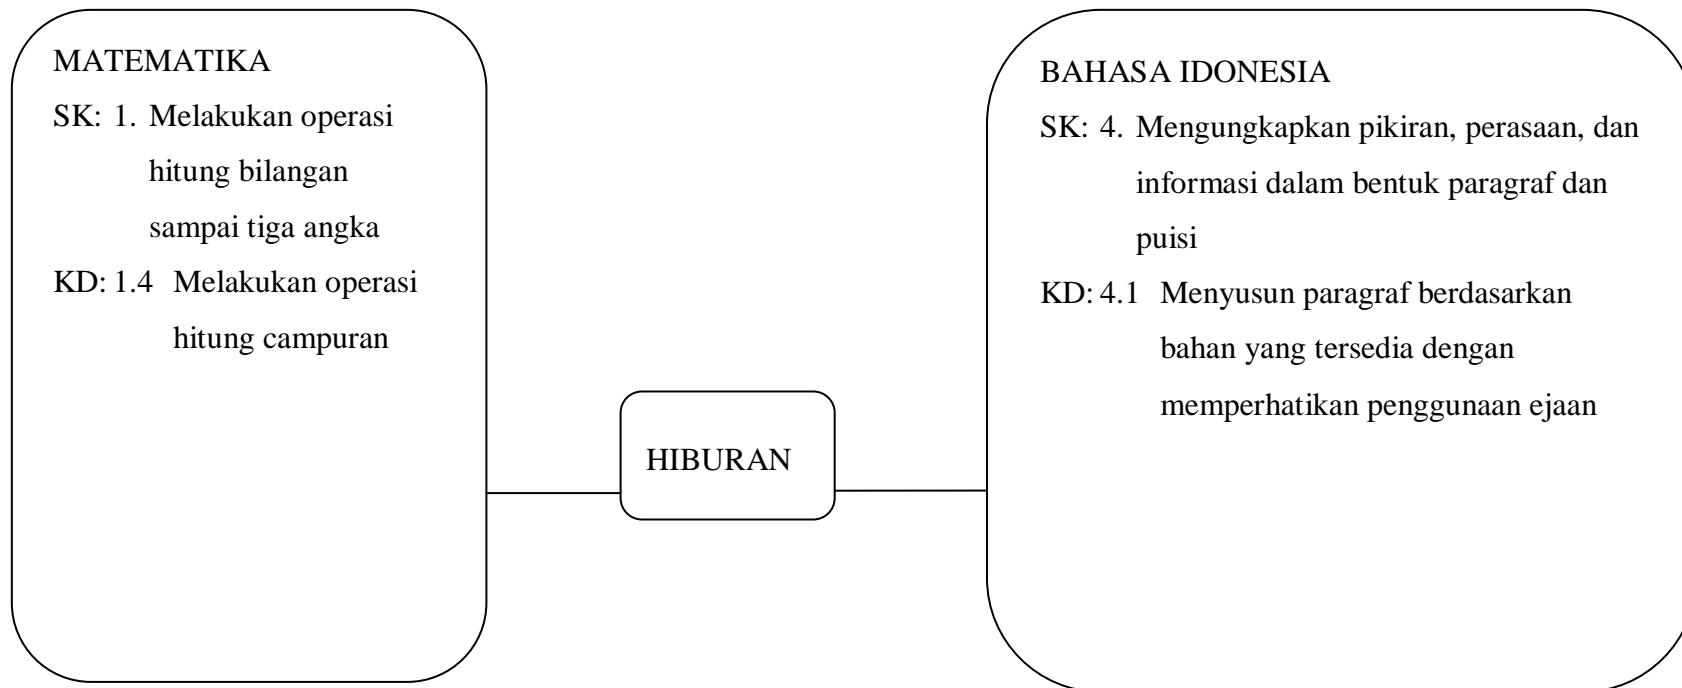 MATEMATIKA
SK: 1. Melakukan operasi
hitung bilangan
sampai tiga angka
KD: 1.4 Melakukan operasi
hitung campuran
HIBURAN
BAHASA IDONESIA
SK: 4. Mengungkapkan pikiran, perasaan, dan
informasi dalam bentuk paragraf dan
puisi
KD: 4.1 Menyusun paragraf berdasarkan
bahan yang tersedia dengan
memperhatikan penggunaan ejaan